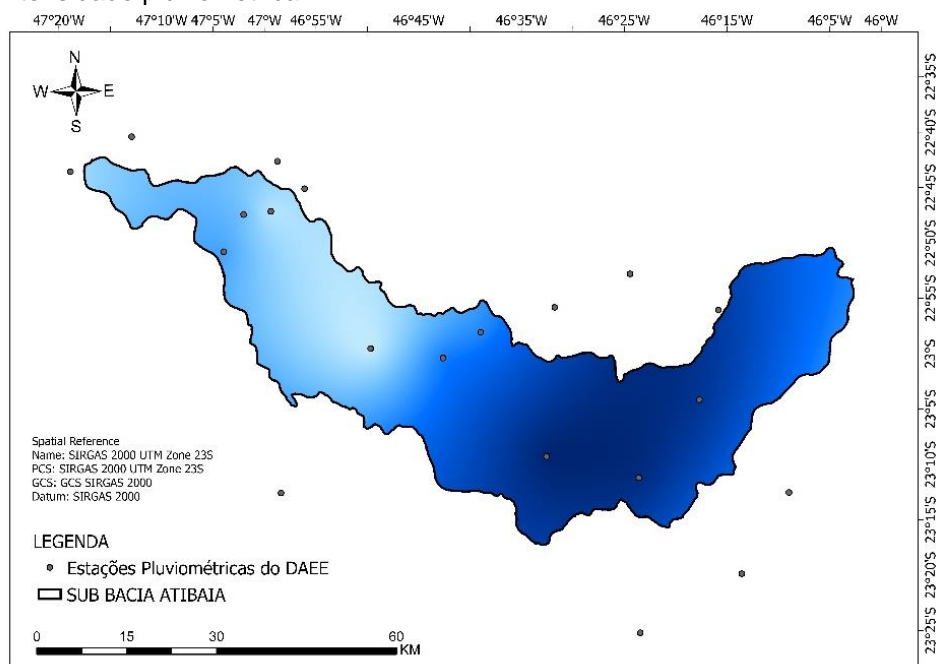 47°20'W 47°10'W 47°5'W 46°55'W 46°35'W 46°25'W 46°15'W 46°5'W 46°W
N
W E
S
22°35'S
22°40'S
22°45'S
22°50'S
22°55'S
23°S
23°5'S
23°10'S
23°15'S
23°20'S
23°25'S
Spatial Reference
Name: SIRGAS 2000 UTM Zone 23S
PCS: SIRGAS 2000 UTM Zone 23S
GCS: GCS SIRGAS 2000
Datum: SIRGAS 2000
LEGENDA
Estações Pluviométricas do DAEE
SUB BACIA ATIBAIA
0 15 30 60
KM